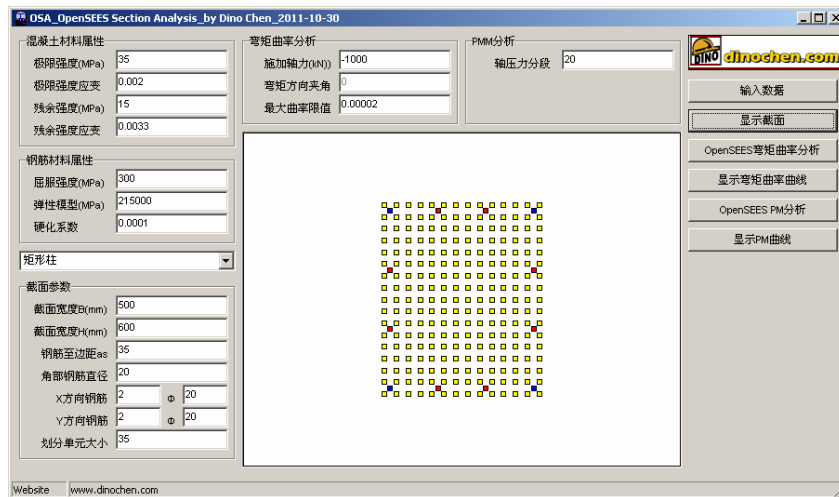 OSA_OpenSEES Section Analysis_by Dino Chen_2011-10-30
混凝土材料属性
极限强度(MPa) 35
极限强度应变 0.002
残余强度(MPa) 15
残余强度应变 0.0033
弯矩曲率分析
施加轴力(kN) -1000
弯矩方向夹角 0
最大曲率限值 0.00002
PMM分析
轴压力分段 20
DINO dinochen.com
输入数据
显示截面
OpenSEES弯矩曲率分析
显示弯矩曲率曲线
OpenSEES PM分析
显示PM曲线
钢筋材料属性
屈服强度(MPa) 300
弹性模型(MPa) 215000
硬化系数 0.0001
矩形柱
截面参数
截面宽度B(mm) 500
截面宽度H(mm) 600
钢筋至边距as 35
角部钢筋直径 20
X方向钢筋 2 Φ 20
Y方向钢筋 2 Φ 20
划分单元大小 35
Website www.dinochen.com